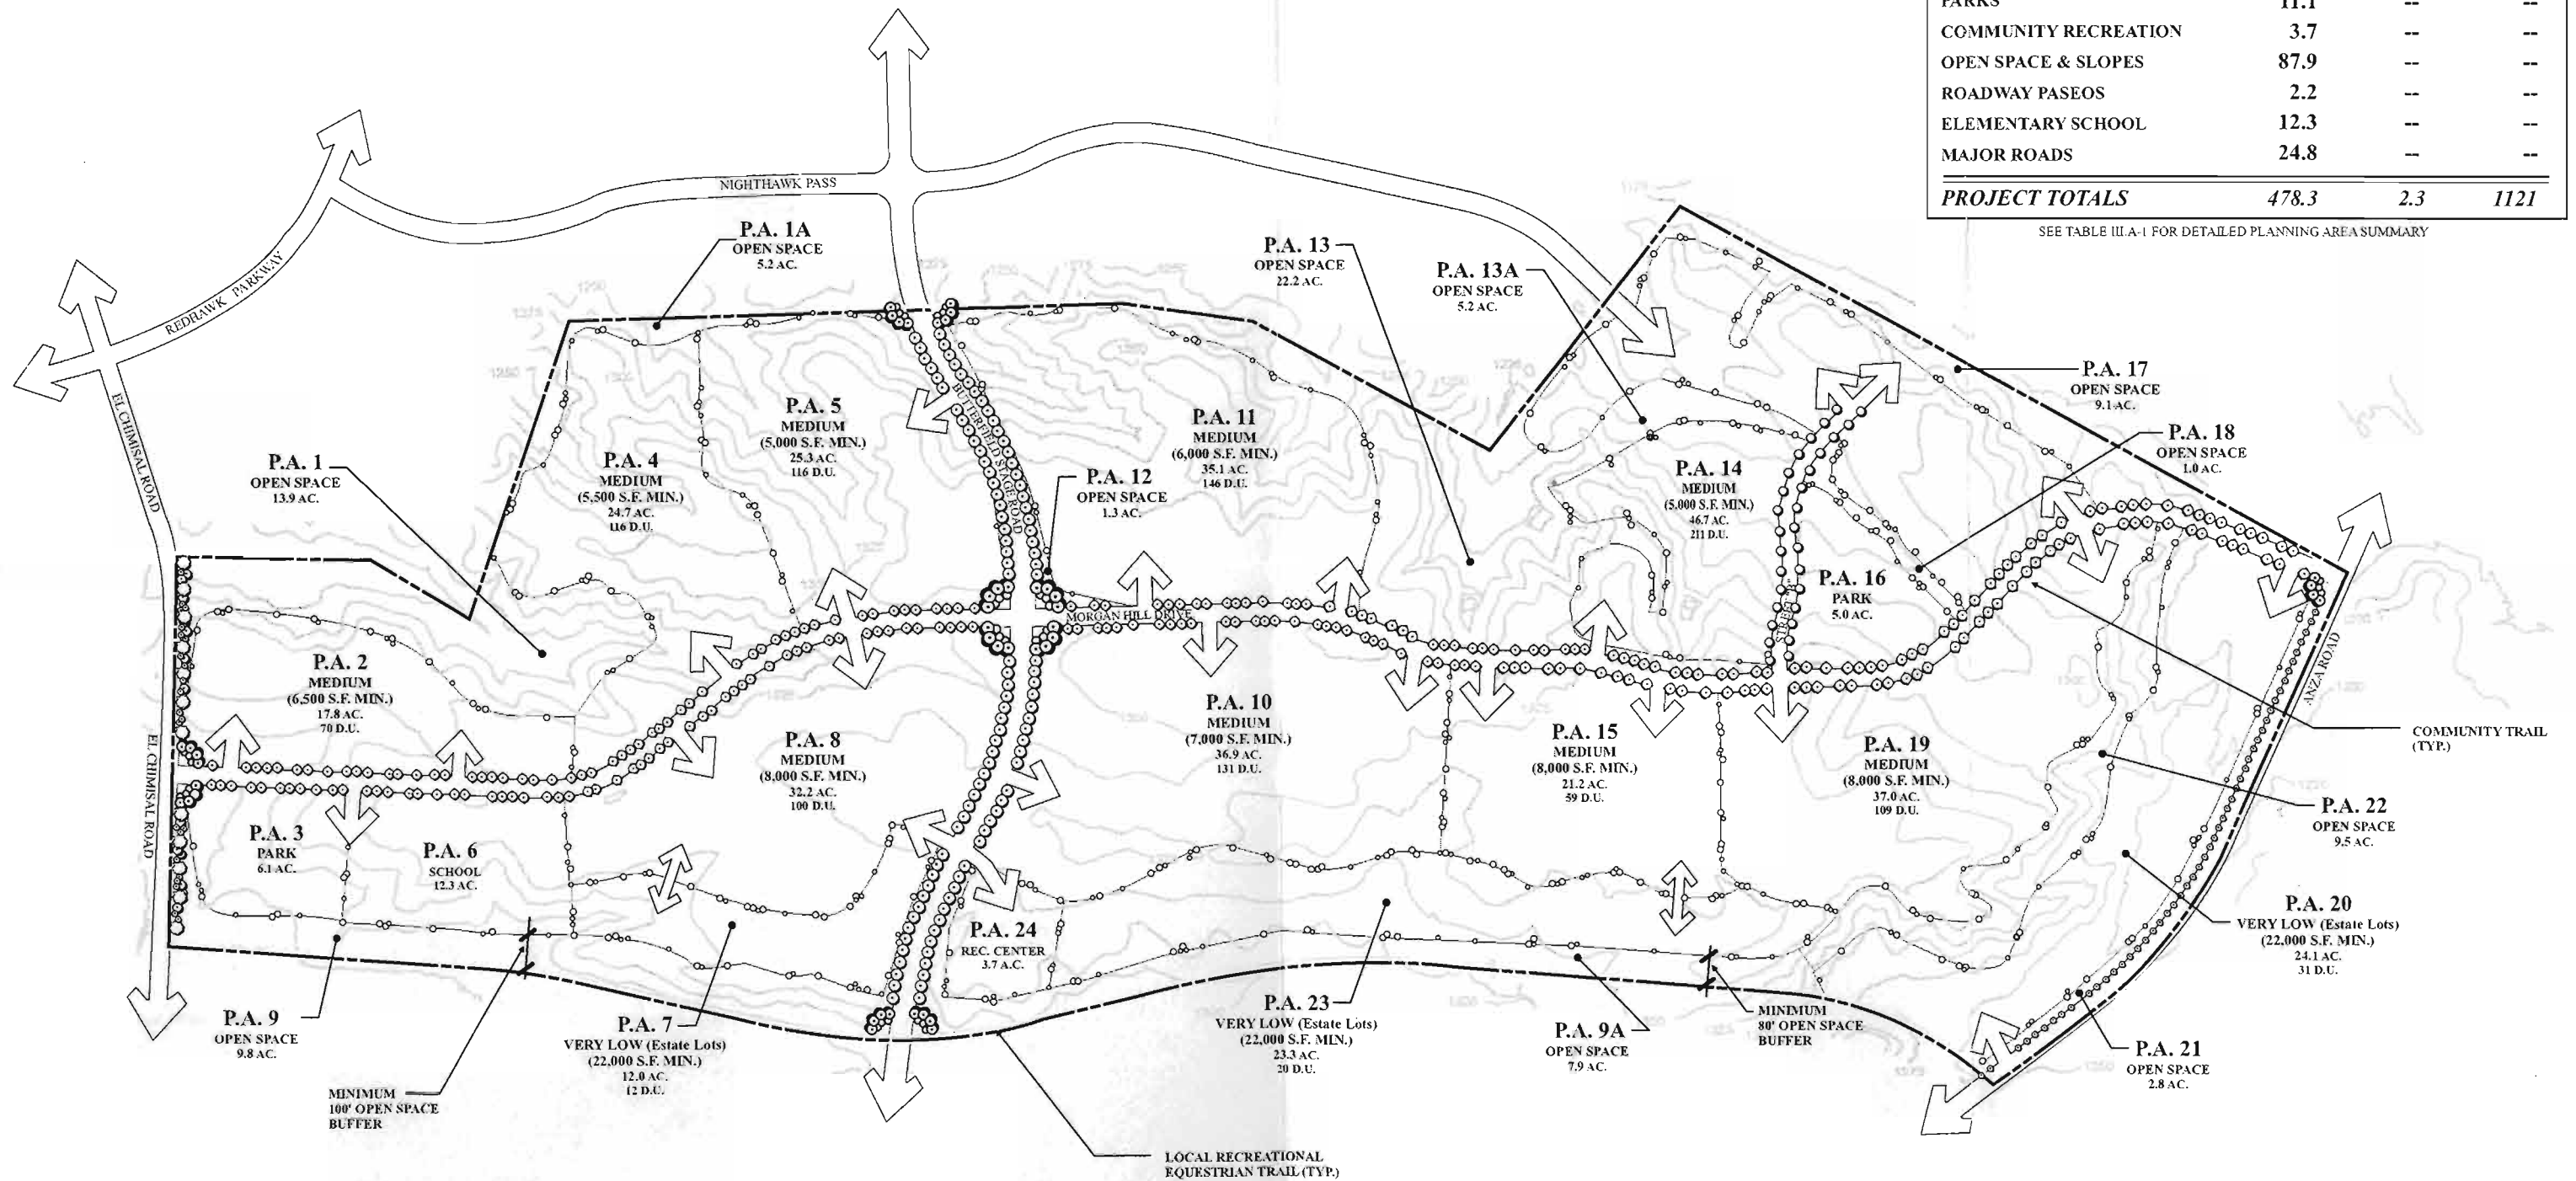 PARKS 11.1 -- --
COMMUNITY RECREATION 3.7 -- --
OPEN SPACE & SLOPES 87.9 -- --
ROADWAY PASEOS 2.2 -- --
ELEMENTARY SCHOOL 12.3 -- --
MAJOR ROADS 24.8 -- --
PROJECT TOTALS 478.3 2.3 1121
SEE TABLE III.A-1 FOR DETAILED PLANNING AREA SUMMARY
NIGHTHAWK PASS
REDHAWK PARKWAY
EL CHIMISAL ROAD
EL CHIMISAL ROAD
BUTTERFIELD STAGE ROAD
MORGAN HILL DRIVE
ANZA ROAD
P.A. 1A
OPEN SPACE
5.2 AC.
P.A. 13
OPEN SPACE
22.2 AC.
P.A. 13A
OPEN SPACE
5.2 AC.
P.A. 17
OPEN SPACE
9.1 AC.
P.A. 18
OPEN SPACE
1.0 AC.
P.A. 1
OPEN SPACE
13.9 AC.
P.A. 4
MEDIUM
(5,500 S.F. MIN.)
24.7 AC.
116 D.U.
P.A. 5
MEDIUM
(5,000 S.F. MIN.)
25.3 AC.
116 D.U.
P.A. 12
OPEN SPACE
1.3 AC.
P.A. 11
MEDIUM
(6,000 S.F. MIN.)
35.1 AC.
146 D.U.
P.A. 14
MEDIUM
(5,000 S.F. MIN.)
46.7 AC.
211 D.U.
P.A. 16
PARK
5.0 AC.
P.A. 2
MEDIUM
(6,500 S.F. MIN.)
17.8 AC.
70 D.U.
P.A. 8
MEDIUM
(8,000 S.F. MIN.)
32.2 AC.
100 D.U.
P.A. 10
MEDIUM
(7,000 S.F. MIN.)
36.9 AC.
131 D.U.
P.A. 15
MEDIUM
(8,000 S.F. MIN.)
21.2 AC.
59 D.U.
P.A. 19
MEDIUM
(8,000 S.F. MIN.)
37.0 AC.
109 D.U.
COMMUNITY TRAIL
(TYP.)
P.A. 22
OPEN SPACE
9.5 AC.
P.A. 3
PARK
6.1 AC.
P.A. 6
SCHOOL
12.3 AC.
P.A. 24
REC. CENTER
3.7 A.C.
P.A. 20
VERY LOW (Estate Lots)
(22,000 S.F. MIN.)
24.1 AC.
31 D.U.
P.A. 9
OPEN SPACE
9.8 AC.
P.A. 7
VERY LOW (Estate Lots)
(22,000 S.F. MIN.)
12.0 AC.
12 D.U.
P.A. 23
VERY LOW (Estate Lots)
(22,000 S.F. MIN.)
23.3 AC.
20 D.U.
P.A. 9A
OPEN SPACE
7.9 AC.
MINIMUM
80' OPEN SPACE
BUFFER
P.A. 21
OPEN SPACE
2.8 AC.
MINIMUM
100' OPEN SPACE
BUFFER
LOCAL RECREATIONAL
EQUESTRIAN TRAIL (TYP.)